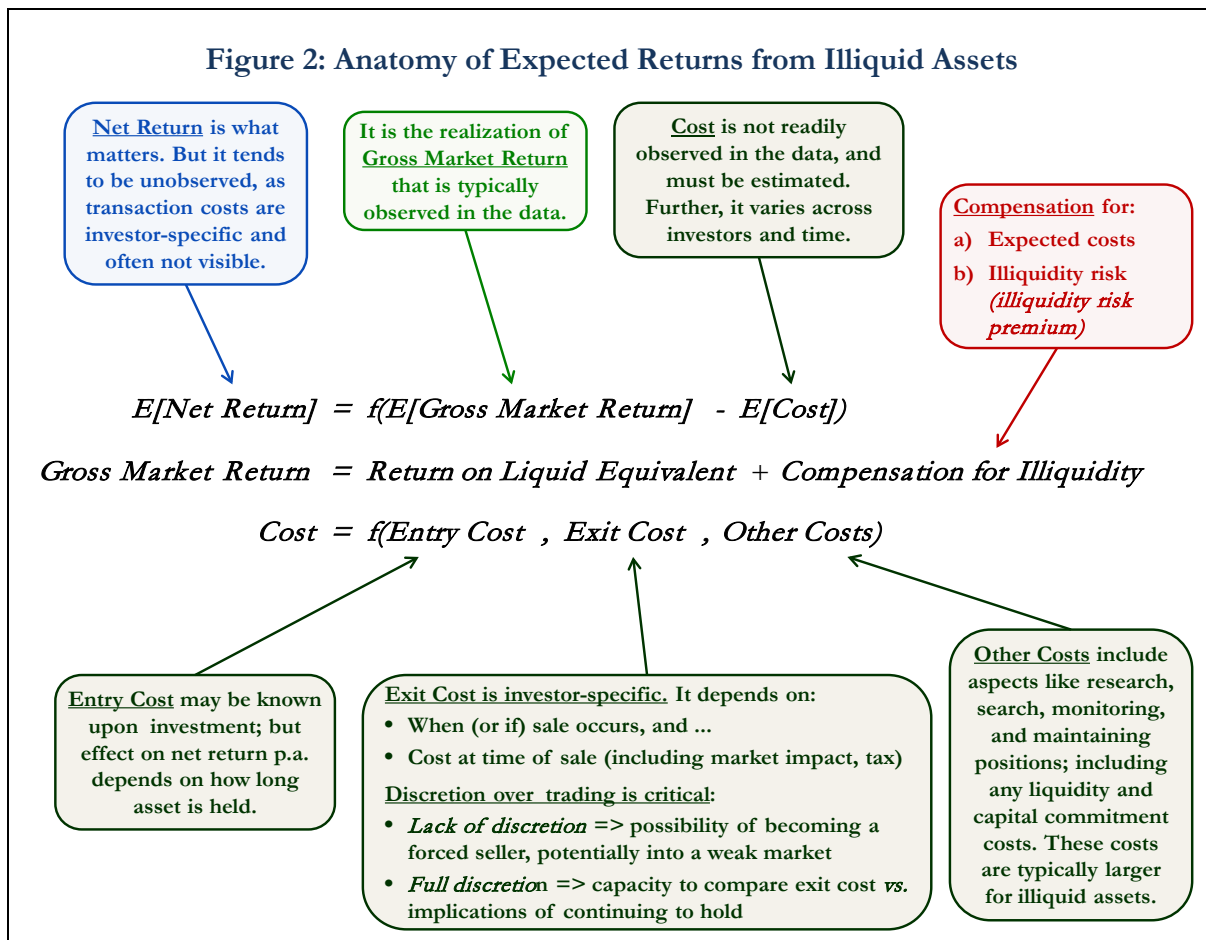 Figure 2: Anatomy of Expected Returns from Illiquid Assets
Net Return is what
matters. But it tends
to be unobserved, as
transaction costs are
investor-specific and
often not visible.
It is the realization of
Gross Market Return
that is typically
observed in the data.
Cost is not readily
observed in the data, and
must be estimated.
Further, it varies across
investors and time.
Compensation for:
a) Expected costs
b) Illiquidity risk
(illiquidity risk
premium)
E[Net Return] = f(E[Gross Market Return] - E[Cost])
Gross Market Return = Return on Liquid Equivalent + Compensation for Illiquidity
Cost = f(Entry Cost , Exit Cost , Other Costs)
Entry Cost may be known
upon investment; but
effect on net return p.a.
depends on how long
asset is held.
Exit Cost is investor-specific. It depends on:
• When (or if) sale occurs, and ...
• Cost at time of sale (including market impact, tax)
Discretion over trading is critical:
• Lack of discretion => possibility of becoming a
forced seller, potentially into a weak market
• Full discretion => capacity to compare exit cost vs.
implications of continuing to hold
Other Costs include
aspects like research,
search, monitoring,
and maintaining
positions; including
any liquidity and
capital commitment
costs. These costs
are typically larger
for illiquid assets.